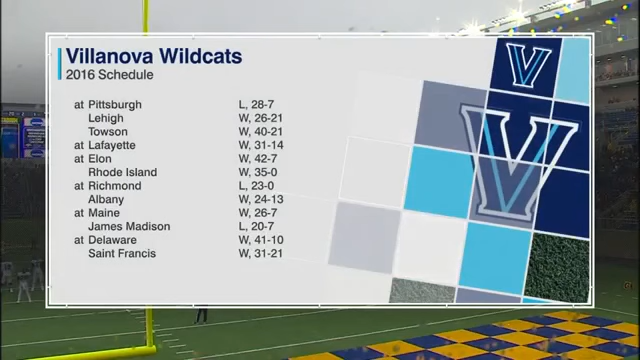 Villanova Wildcats
2016 Schedule
at Pittsburgh L, 28-7
Lehigh W, 26-21
Towson W, 40-21
at Lafayette W, 31-14
at Elon W, 42-7
Rhode Island W, 35-0
at Richmond L, 23-0
Albany W, 24-13
at Maine W, 26-7
James Madison L, 20-7
at Delaware W, 41-10
Saint Francis W, 31-21
V
V